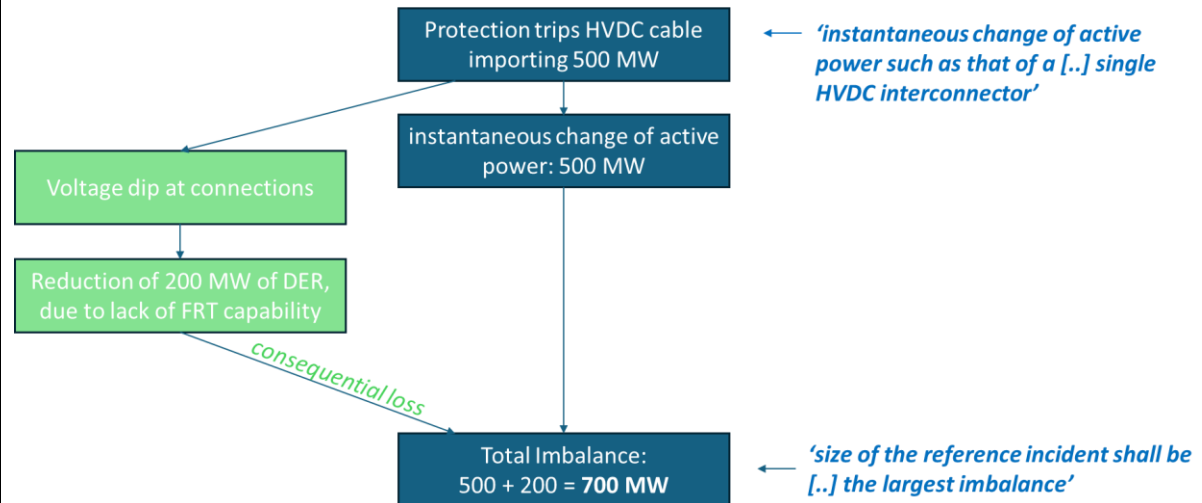 Protection trips HVDC cable
importing 500 MW
‘instantaneous change of active
power such as that of a [..] single
HVDC interconnector’
instantaneous change of active
power: 500 MW
Voltage dip at connections
Reduction of 200 MW of DER,
due to lack of FRT capability
consequential loss
Total Imbalance:
500 + 200 = 700 MW
‘size of the reference incident shall be
[..] the largest imbalance’